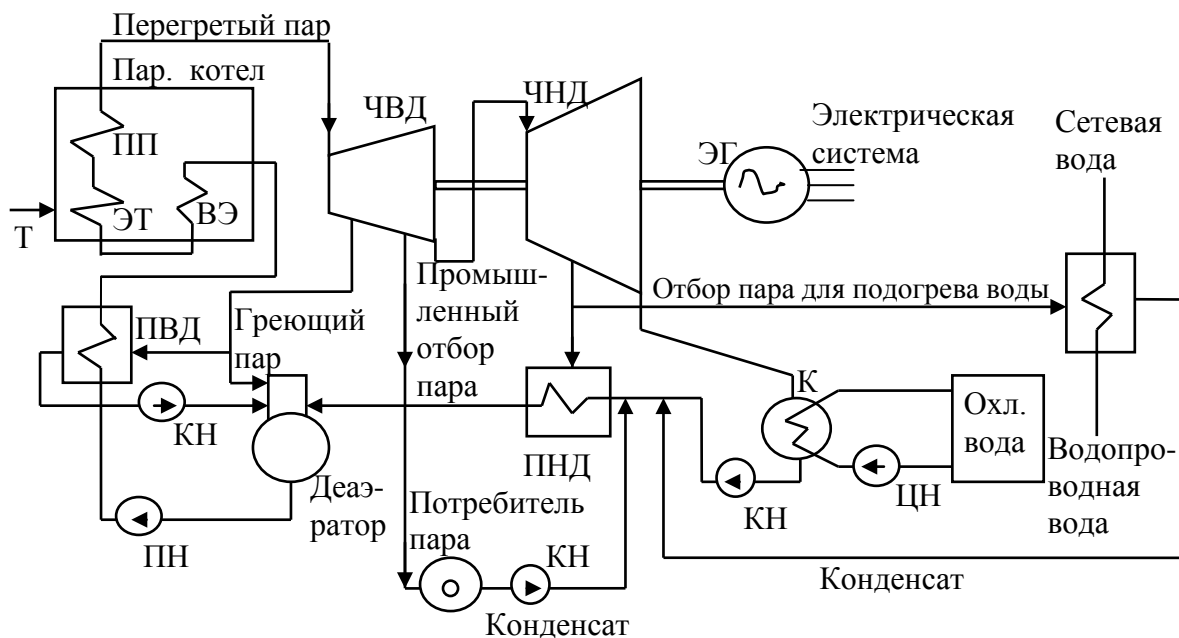 Перегретый пар
Пар. котел
ЧВД
ЧНД
ПП
ЭТ
ВЭ
Т
ЭГ
Электрическая
система
Сетевая
вода
Отбор пара для подогрева воды
Промыш-
ленный
отбор
пара
Греющий
пар
ПВД
КН
Деаэ-
ратор
ПН
ПНД
К
Охл.
вода
КН
ЦН
Водопро-
водная
вода
Потребитель
пара
КН
Конденсат
Конденсат